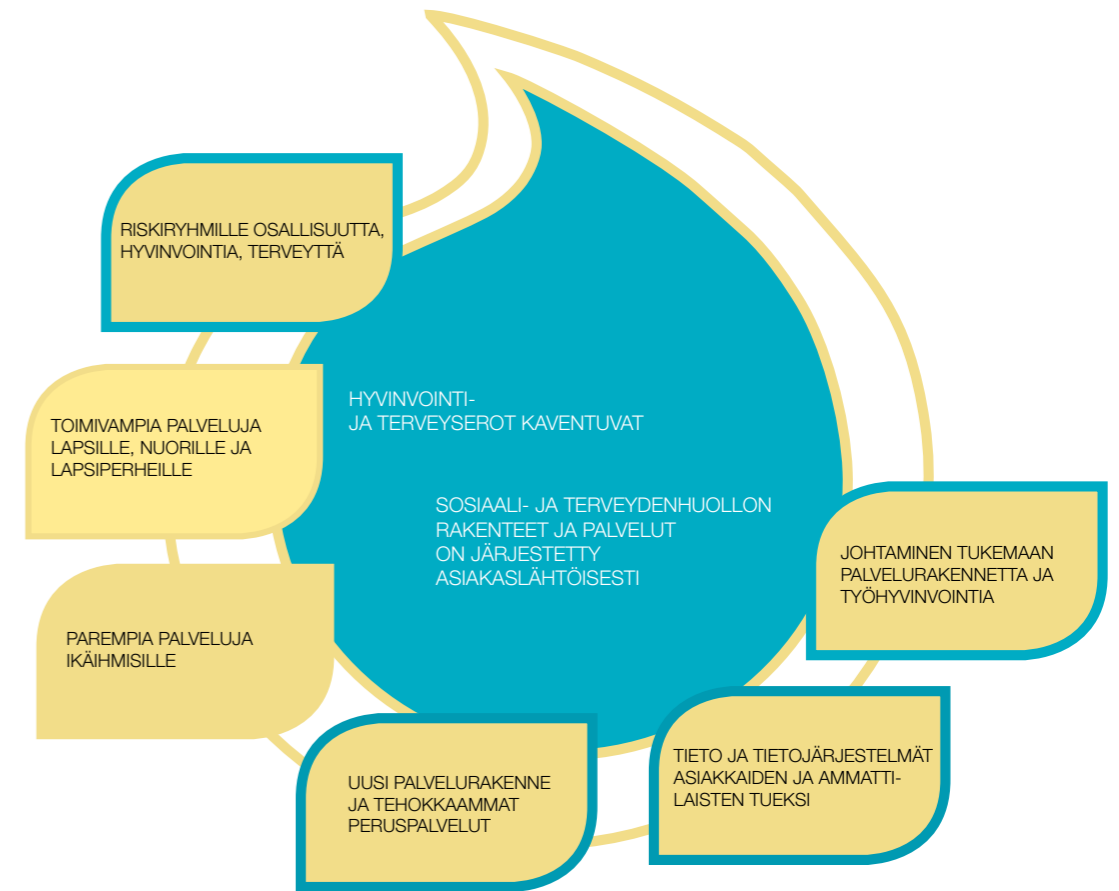 RISKIRYHMILLE OSALLISUUTTA,
HYVINVOINTIA, TERVEYTTÄ
HYVINVOINTI-
JA TERVEYSEROT KAVENTUVAT
TOIMIVAMPIA PALVELUJA
LAPSILLE, NUORILLE JA
LAPSIPERHEILLE
SOSIAALI- JA TERVEYDENHUOLLON
RAKENTEET JA PALVELUT
ON JÄRJESTETTY
ASIAKASLÄHTÖISESTI
JOHTAMINEN TUKEMAAN
PALVELURAKENNETTA JA
TYÖHYVINVOINTIA
PAREMPIA PALVELUJA
IKÄIHMISILLE
UUSI PALVELURAKENNE
JA TEHOKKAAMMAT
PERUSPALVELUT
TIETO JA TIETOJÄRJESTELMÄT
ASIAKKAIDEN JA AMMATTI-
LAISTEN TUEKSI